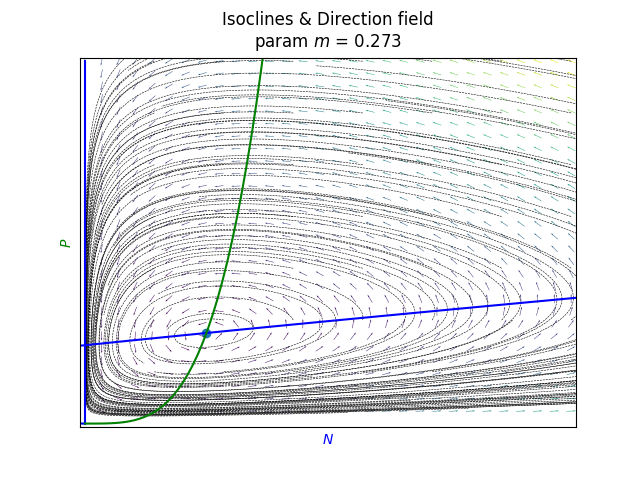 Isoclines & Direction field
param m = 0.273
P
N